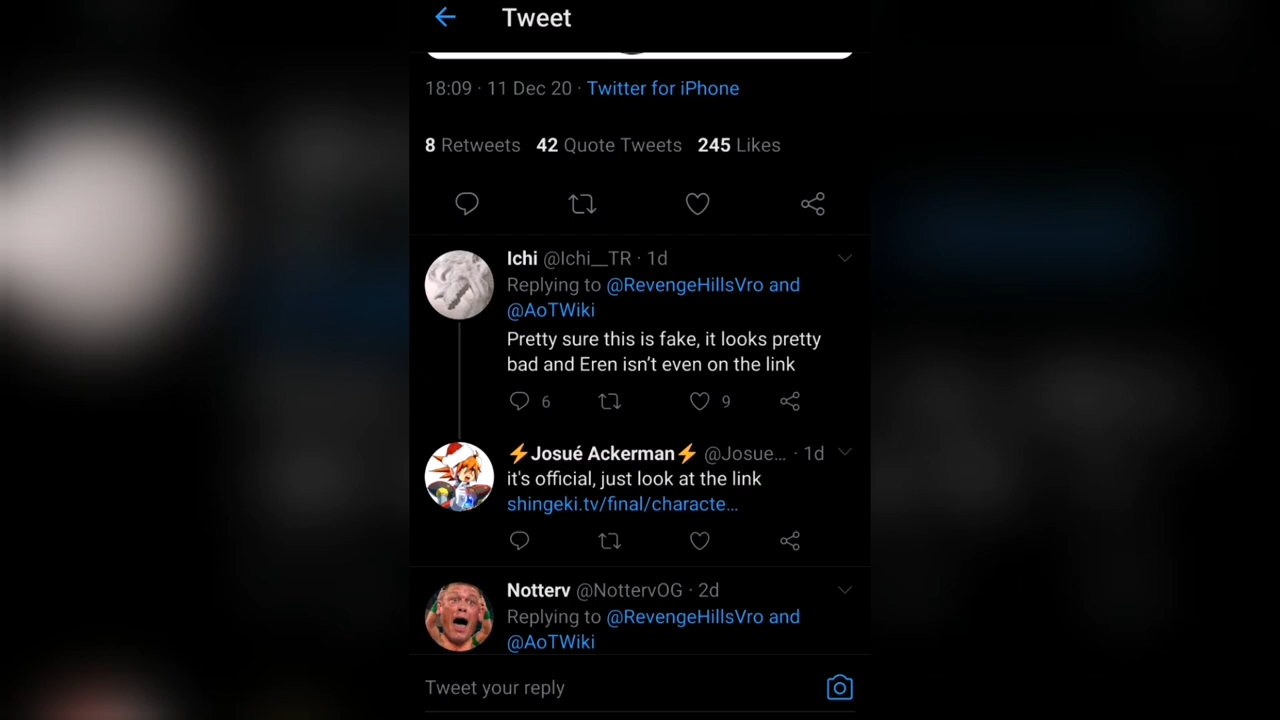 Tweet
18:09 · 11 Dec 20 · Twitter for iPhone
8 Retweets 42 Quote Tweets 245 Likes
Ichi @Ichi__TR · 1d
Replying to @RevengeHillsVro and
@AoTWiki
Pretty sure this is fake, it looks pretty
bad and Eren isn't even on the link
6 9
⚡Josué Ackerman⚡ @Josue... · 1d
it's official, just look at the link
shingeki.tv/final/characte...
Notterv @NottervOG · 2d
Replying to @RevengeHillsVro and
@AoTWiki
Tweet your reply